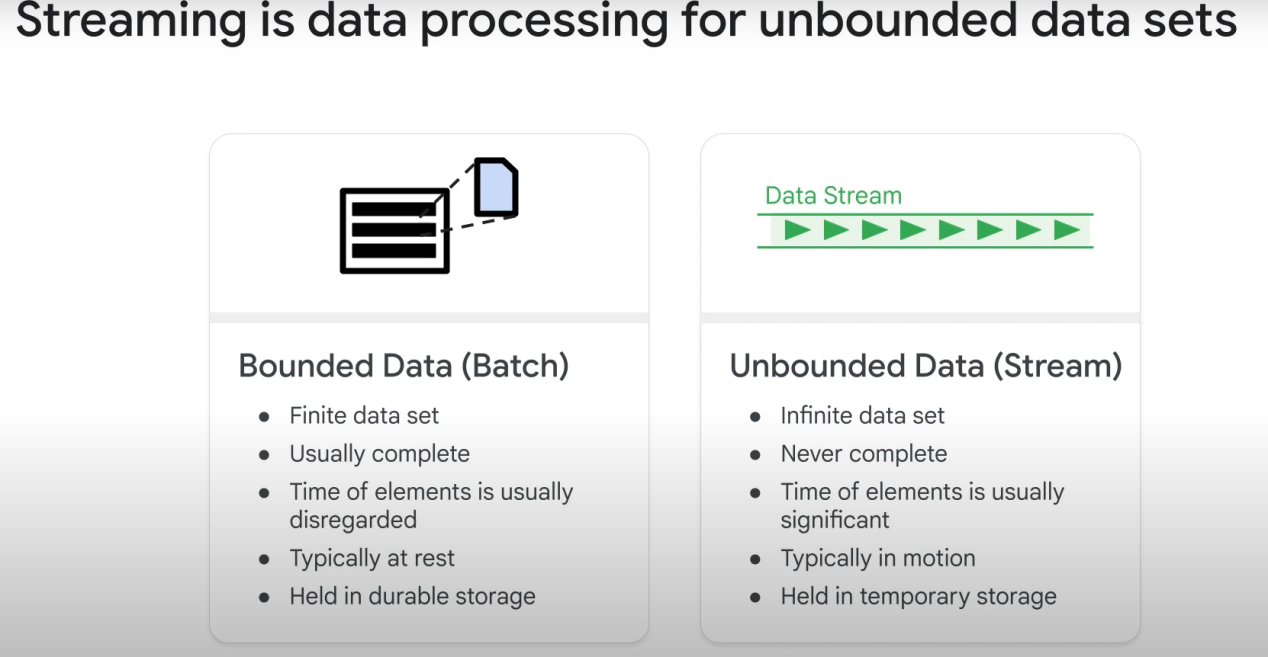 Streaming is data processing for unbounded data sets
Bounded Data (Batch)
● Finite data set
● Usually complete
● Time of elements is usually
disregarded
● Typically at rest
● Held in durable storage
Data Stream
Unbounded Data (Stream)
● Infinite data set
● Never complete
● Time of elements is usually
significant
● Typically in motion
● Held in temporary storage